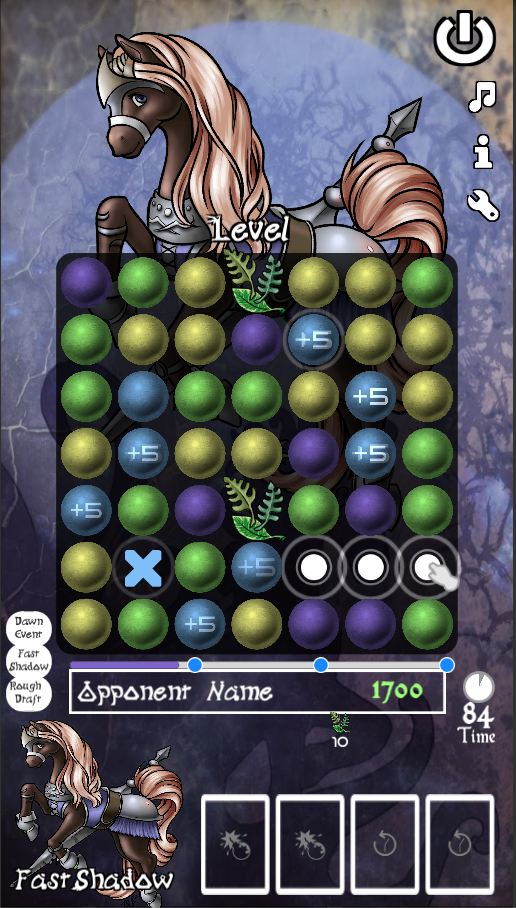 Level
+5
+5
+5
+5
+5
+5
+5
Dawn
Event
Fast
Shadow
Rough
Draft
Opponent Name 1700
84
Time
10
Fast Shadow